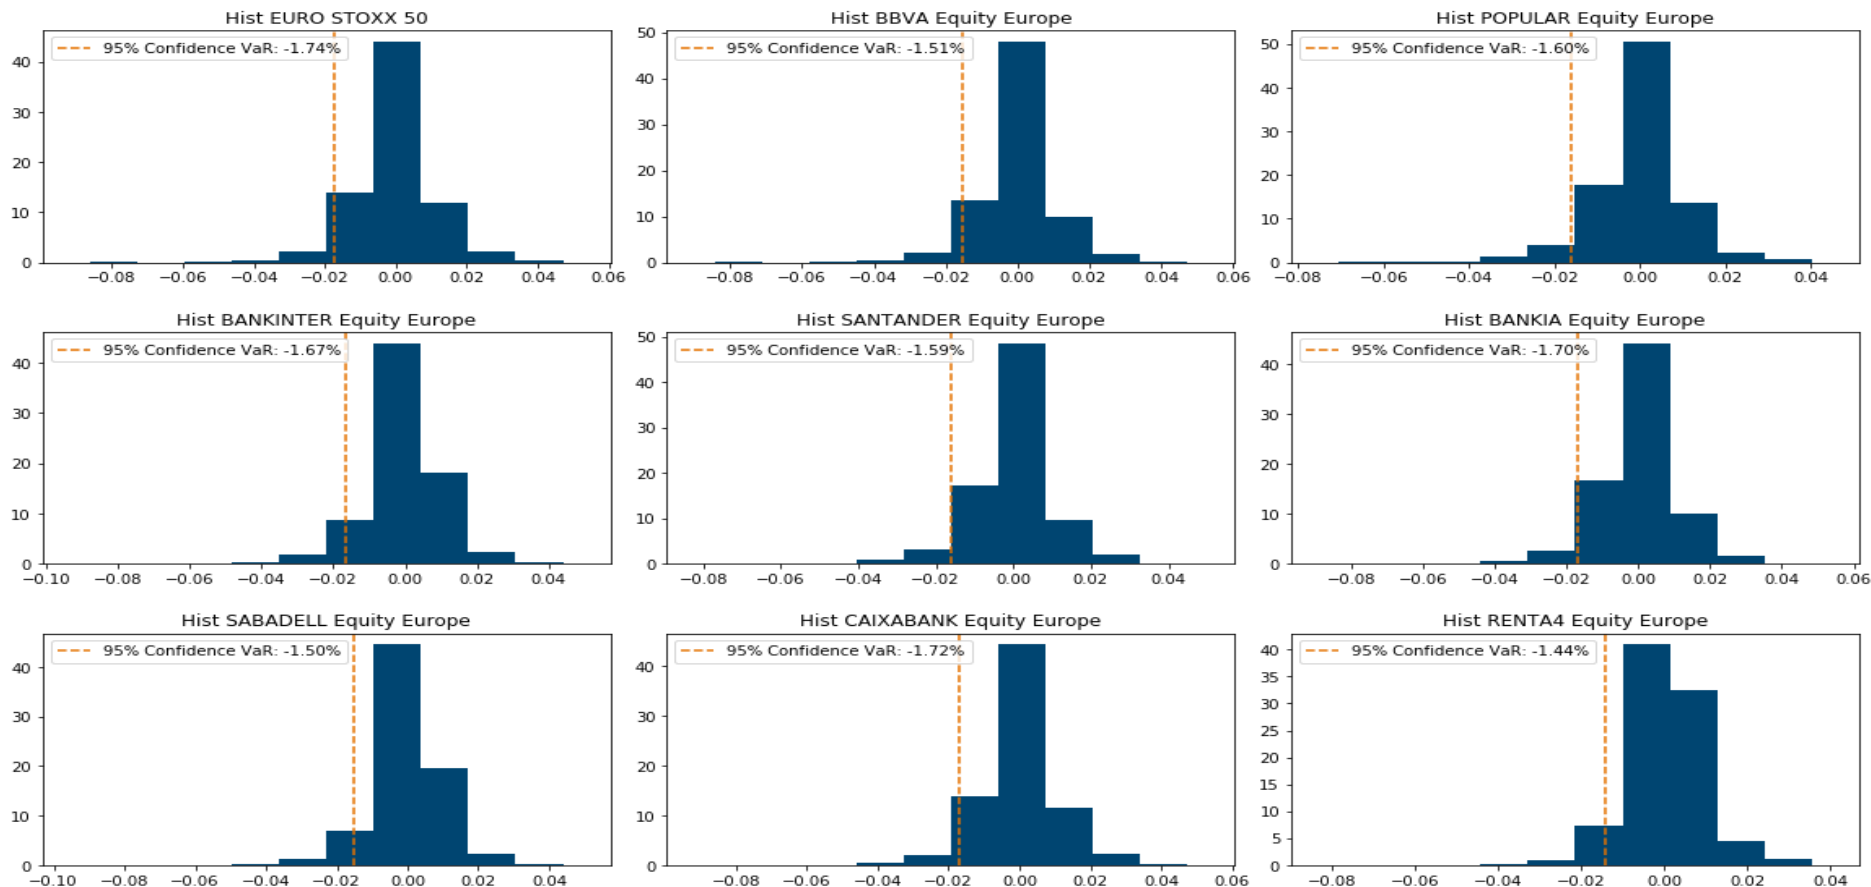 Hist EURO STOXX 50
95% Confidence VaR: -1.74%
40
30
20
10
0
−0.08 −0.06 −0.04 −0.02 0.00 0.02 0.04 0.06
Hist BBVA Equity Europe
95% Confidence VaR: -1.51%
50
40
30
20
10
0
−0.08 −0.06 −0.04 −0.02 0.00 0.02 0.04 0.06
Hist POPULAR Equity Europe
95% Confidence VaR: -1.60%
50
40
30
20
10
0
−0.08 −0.06 −0.04 −0.02 0.00 0.02 0.04
Hist BANKINTER Equity Europe
95% Confidence VaR: -1.67%
40
30
20
10
0
−0.10 −0.08 −0.06 −0.04 −0.02 0.00 0.02 0.04
Hist SANTANDER Equity Europe
95% Confidence VaR: -1.59%
50
40
30
20
10
0
−0.08 −0.06 −0.04 −0.02 0.00 0.02 0.04
Hist BANKIA Equity Europe
95% Confidence VaR: -1.70%
40
30
20
10
0
−0.08 −0.06 −0.04 −0.02 0.00 0.02 0.04 0.06
Hist SABADELL Equity Europe
95% Confidence VaR: -1.50%
40
30
20
10
0
−0.10 −0.08 −0.06 −0.04 −0.02 0.00 0.02 0.04
Hist CAIXABANK Equity Europe
95% Confidence VaR: -1.72%
40
30
20
10
0
−0.08 −0.06 −0.04 −0.02 0.00 0.02 0.04 0.06
Hist RENTA4 Equity Europe
95% Confidence VaR: -1.44%
40
35
30
25
20
15
10
5
0
−0.08 −0.06 −0.04 −0.02 0.00 0.02 0.04